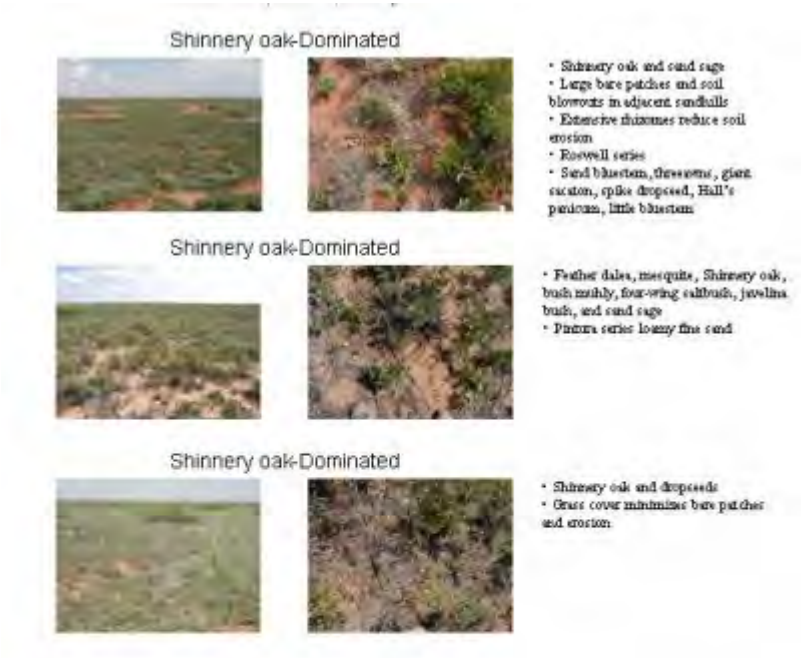 Shinnery oak-Dominated
• Shinnery oak and sand sage
• Large bare patches and soil
blowouts in adjacent sandhills
• Extensive rhizomes reduce soil
erosion
• Roswell series
• Sand bluestem, threeawns, giant
sacaton, spike dropseed, Hall's
panicum, little bluestem
Shinnery oak-Dominated
• Feather dalea, mesquite, Shinnery oak,
bush muhly, four-wing saltbush, javelina
bush, and sand sage
• Pintura series loamy fine sand
Shinnery oak-Dominated
• Shinnery oak and dropseeds
• Grass cover minimizes bare patches
and erosion